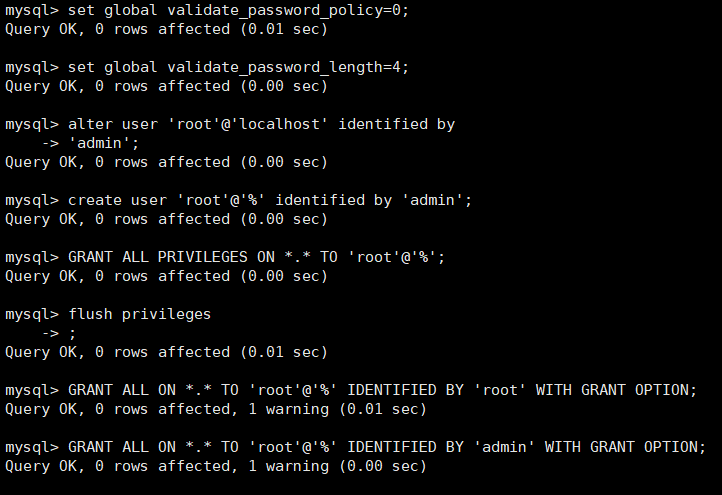 mysql> set global validate_password_policy=0;
Query OK, 0 rows affected (0.01 sec)
mysql> set global validate_password_length=4;
Query OK, 0 rows affected (0.00 sec)
mysql> alter user 'root'@'localhost' identified by
    -> 'admin';
Query OK, 0 rows affected (0.00 sec)
mysql> create user 'root'@'%' identified by 'admin';
Query OK, 0 rows affected (0.00 sec)
mysql> GRANT ALL PRIVILEGES ON *.* TO 'root'@'%';
Query OK, 0 rows affected (0.00 sec)
mysql> flush privileges
    -> ;
Query OK, 0 rows affected (0.01 sec)
mysql> GRANT ALL ON *.* TO 'root'@'%' IDENTIFIED BY 'root' WITH GRANT OPTION;
Query OK, 0 rows affected, 1 warning (0.01 sec)
mysql> GRANT ALL ON *.* TO 'root'@'%' IDENTIFIED BY 'admin' WITH GRANT OPTION;
Query OK, 0 rows affected, 1 warning (0.00 sec)